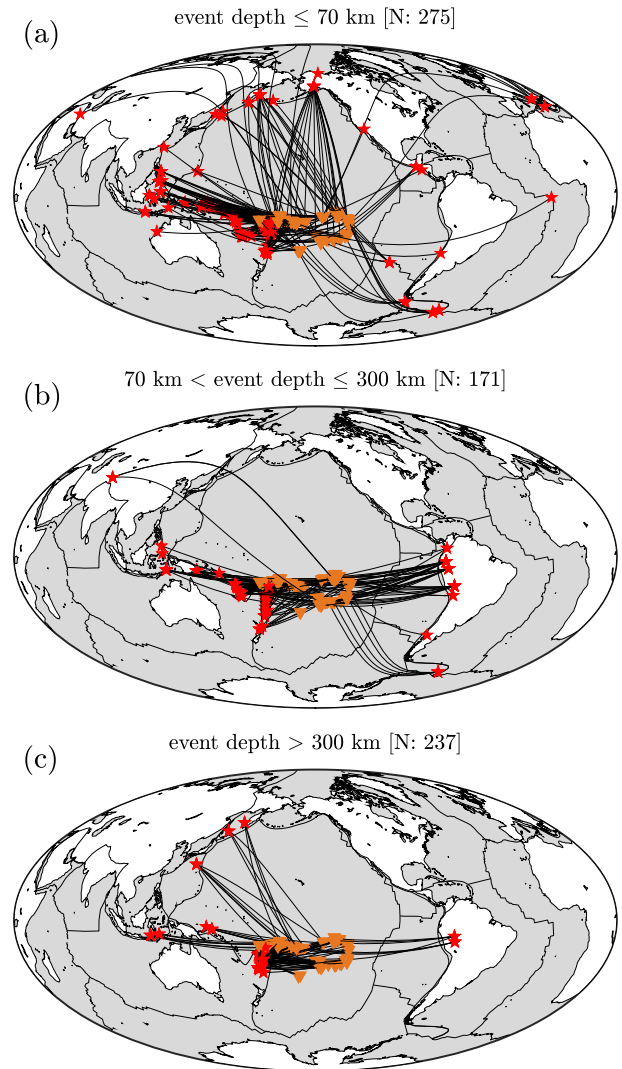 (a)
event depth ≤ 70 km [N: 275]
(b)
70 km < event depth ≤ 300 km [N: 171]
(c)
event depth > 300 km [N: 237]